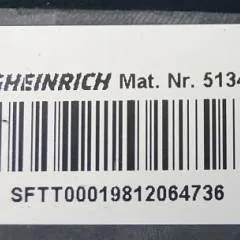 GHEINRICH Mat. Nr. 5134
SFTT00019812064736